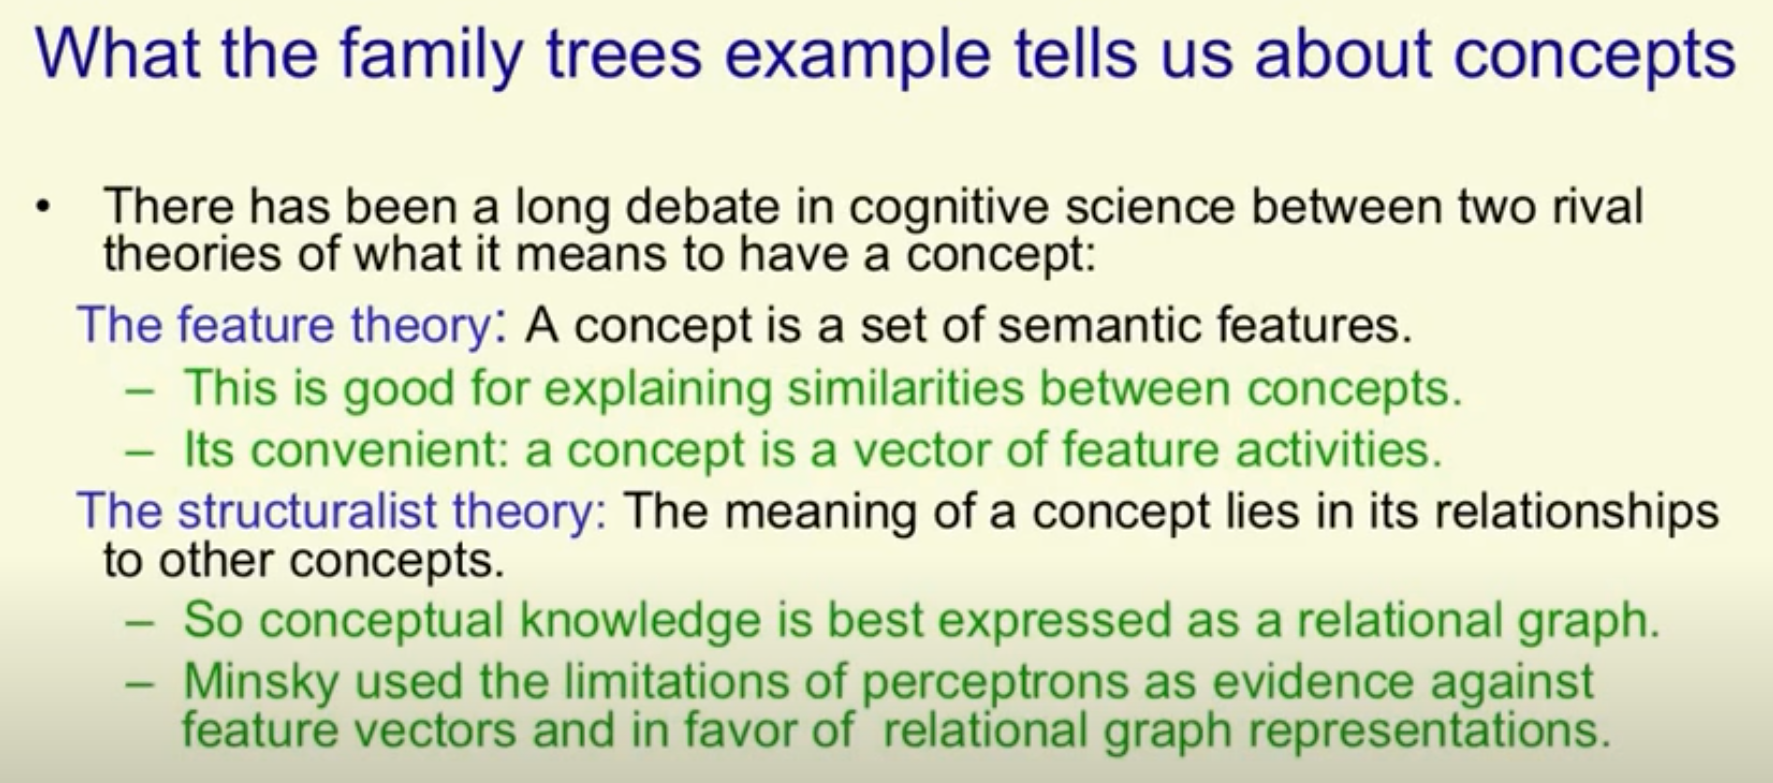 What the family trees example tells us about concepts
• There has been a long debate in cognitive science between two rival
theories of what it means to have a concept:
The feature theory: A concept is a set of semantic features.
– This is good for explaining similarities between concepts.
– Its convenient: a concept is a vector of feature activities.
The structuralist theory: The meaning of a concept lies in its relationships
to other concepts.
– So conceptual knowledge is best expressed as a relational graph.
– Minsky used the limitations of perceptrons as evidence against
feature vectors and in favor of relational graph representations.